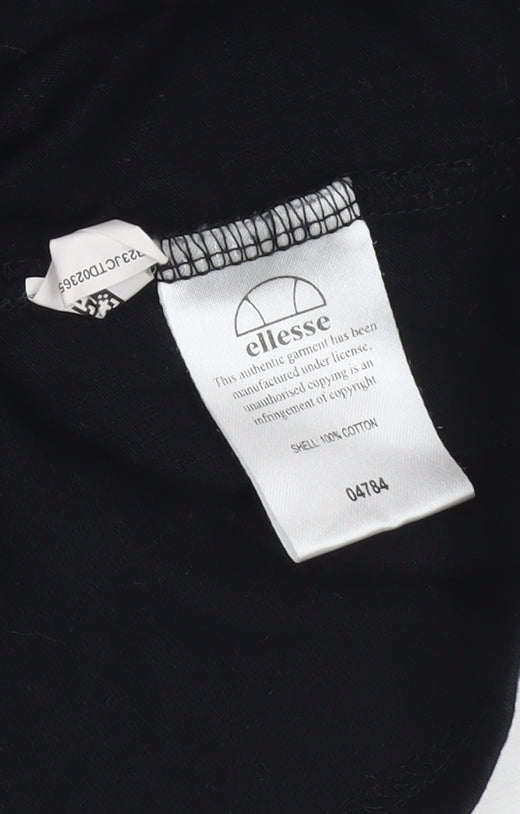 323JCTD02365
ellesse
This authentic garment has been
manufactured under license,
unauthorised copying is an
infringement of copyright
SHELL: 100% COTTON
04784